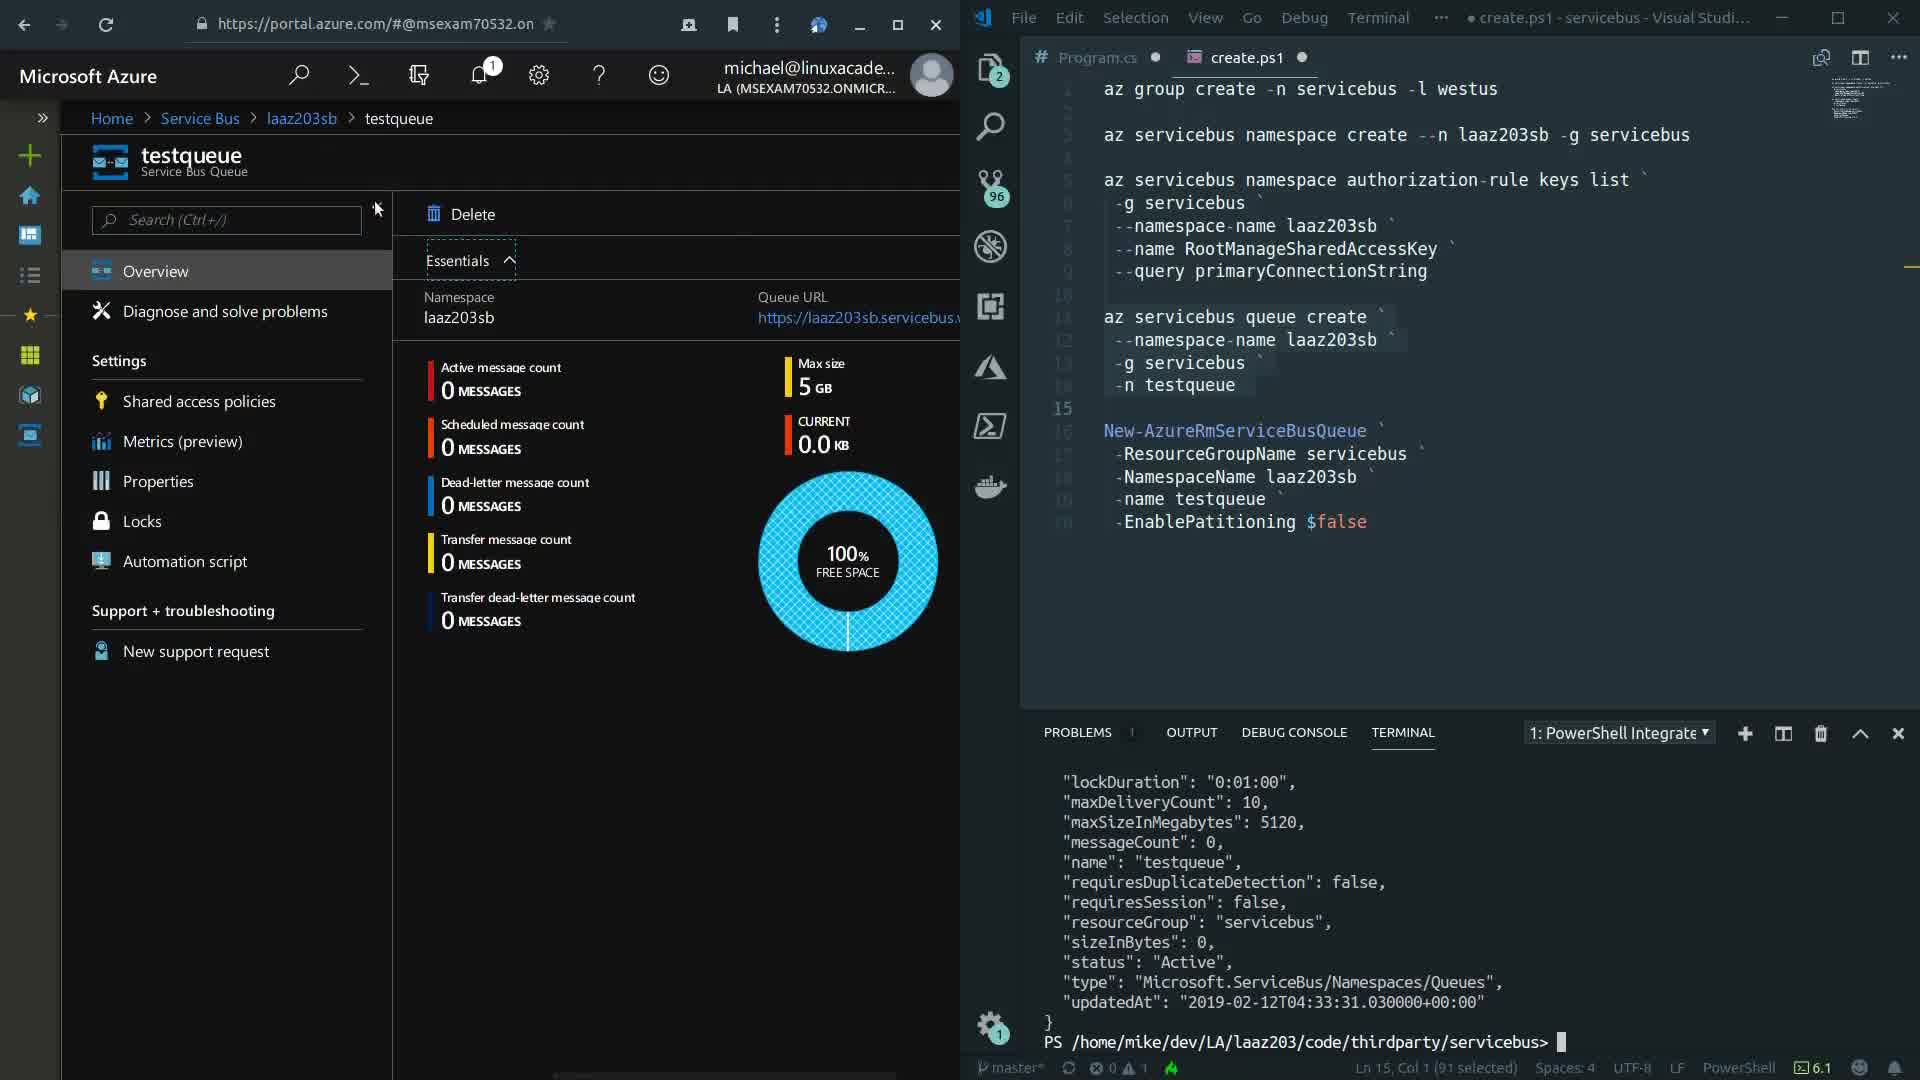 https://portal.azure.com/#@msexam70532.on
Microsoft Azure
1
michael@linuxacade...
LA (MSEXAM70532.ONMICR...
Home > Service Bus > laaz203sb > testqueue
testqueue
Service Bus Queue
Search (Ctrl+/)
Overview
Diagnose and solve problems
Settings
Shared access policies
Metrics (preview)
Properties
Locks
Automation script
Support + troubleshooting
New support request
Delete
Essentials
Namespace
laaz203sb
Queue URL
https://laaz203sb.servicebus.
Active message count
0 MESSAGES
Scheduled message count
0 MESSAGES
Dead-letter message count
0 MESSAGES
Transfer message count
0 MESSAGES
Transfer dead-letter message count
0 MESSAGES
Max size
5 GB
CURRENT
0.0 KB
100%
FREE SPACE
File Edit Selection View Go Debug Terminal ... ● create.ps1 - servicebus - Visual Studi...
# Program.cs ●
create.ps1 ●
2
96
1
az group create -n servicebus -l westus
az servicebus namespace create --n laaz203sb -g servicebus
az servicebus namespace authorization-rule keys list `
-g servicebus `
--namespace-name laaz203sb `
--name RootManageSharedAccessKey `
--query primaryConnectionString
az servicebus queue create `
--namespace-name laaz203sb `
-g servicebus `
-n testqueue
15
New-AzureRmServiceBusQueue `
-ResourceGroupName servicebus `
-NamespaceName laaz203sb `
-name testqueue `
-EnablePatitioning $false
PROBLEMS 1 OUTPUT DEBUG CONSOLE TERMINAL
1: PowerShell Integrate
"lockDuration": "0:01:00",
"maxDeliveryCount": 10,
"maxSizeInMegabytes": 5120,
"messageCount": 0,
"name": "testqueue",
"requiresDuplicateDetection": false,
"requiresSession": false,
"resourceGroup": "servicebus",
"sizeInBytes": 0,
"status": "Active",
"type": "Microsoft.ServiceBus/Namespaces/Queues",
"updatedAt": "2019-02-12T04:33:31.030000+00:00"
}
PS /home/mike/dev/LA/laaz203/code/thirdparty/servicebus>
master* 0 1 Ln 15, Col 1 (91 selected) Spaces: 4 UTF-8 LF PowerShell 6.1